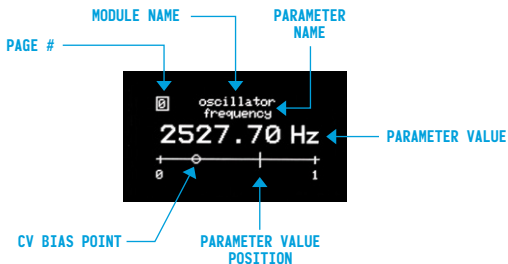 MODULE NAME
PARAMETER
NAME
PAGE #
0
oscillator
frequency
2527.70 Hz
PARAMETER VALUE
0
1
CV BIAS POINT
PARAMETER VALUE
POSITION